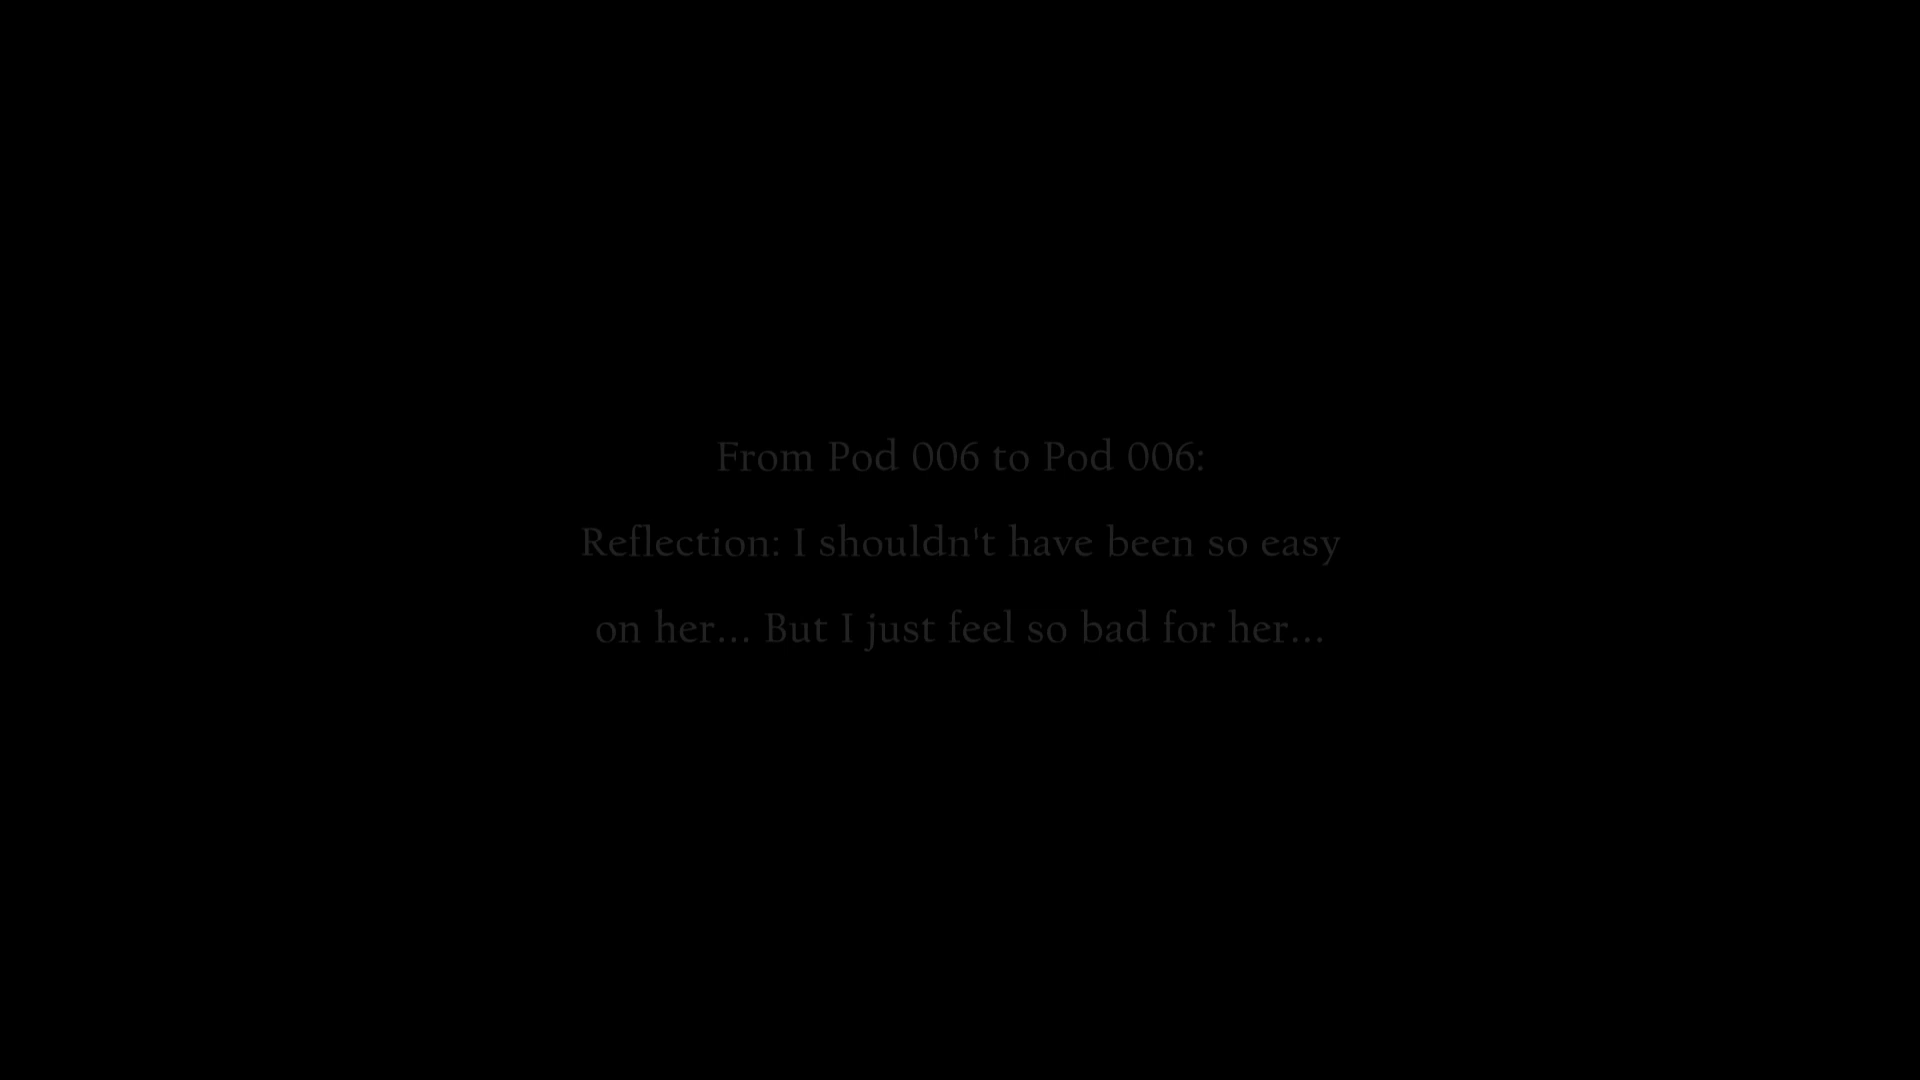 From Pod 006 to Pod 006:
Reflection: I shouldn't have been so easy
on her... But I just feel so bad for her...